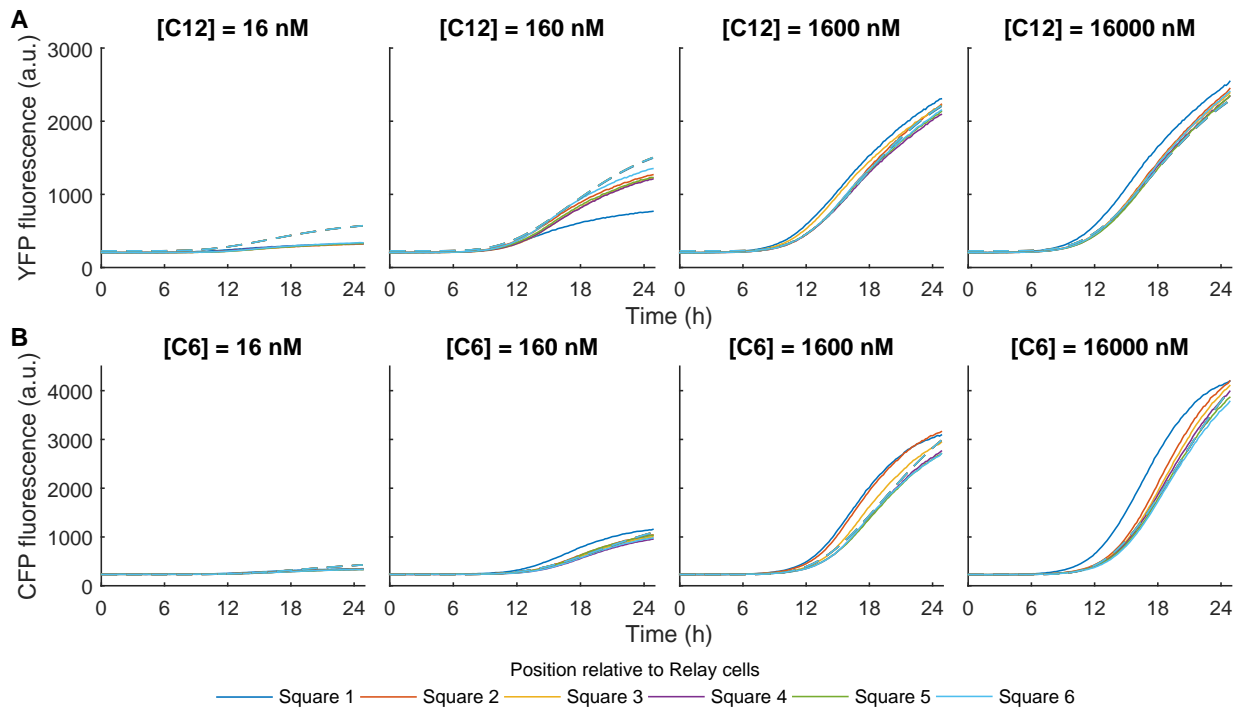 A
[C12] = 16 nM [C12] = 160 nM [C12] = 1600 nM [C12] = 16000 nM
YFP fluorescence (a.u.)
3000
2000
1000
0
0 6 12 18 24 0 6 12 18 24 0 6 12 18 24 0 6 12 18 24
Time (h)
B
[C6] = 16 nM [C6] = 160 nM [C6] = 1600 nM [C6] = 16000 nM
CFP fluorescence (a.u.)
4000
3000
2000
1000
0
0 6 12 18 24 0 6 12 18 24 0 6 12 18 24 0 6 12 18 24
Time (h)
Position relative to Relay cells
Square 1 Square 2 Square 3 Square 4 Square 5 Square 6